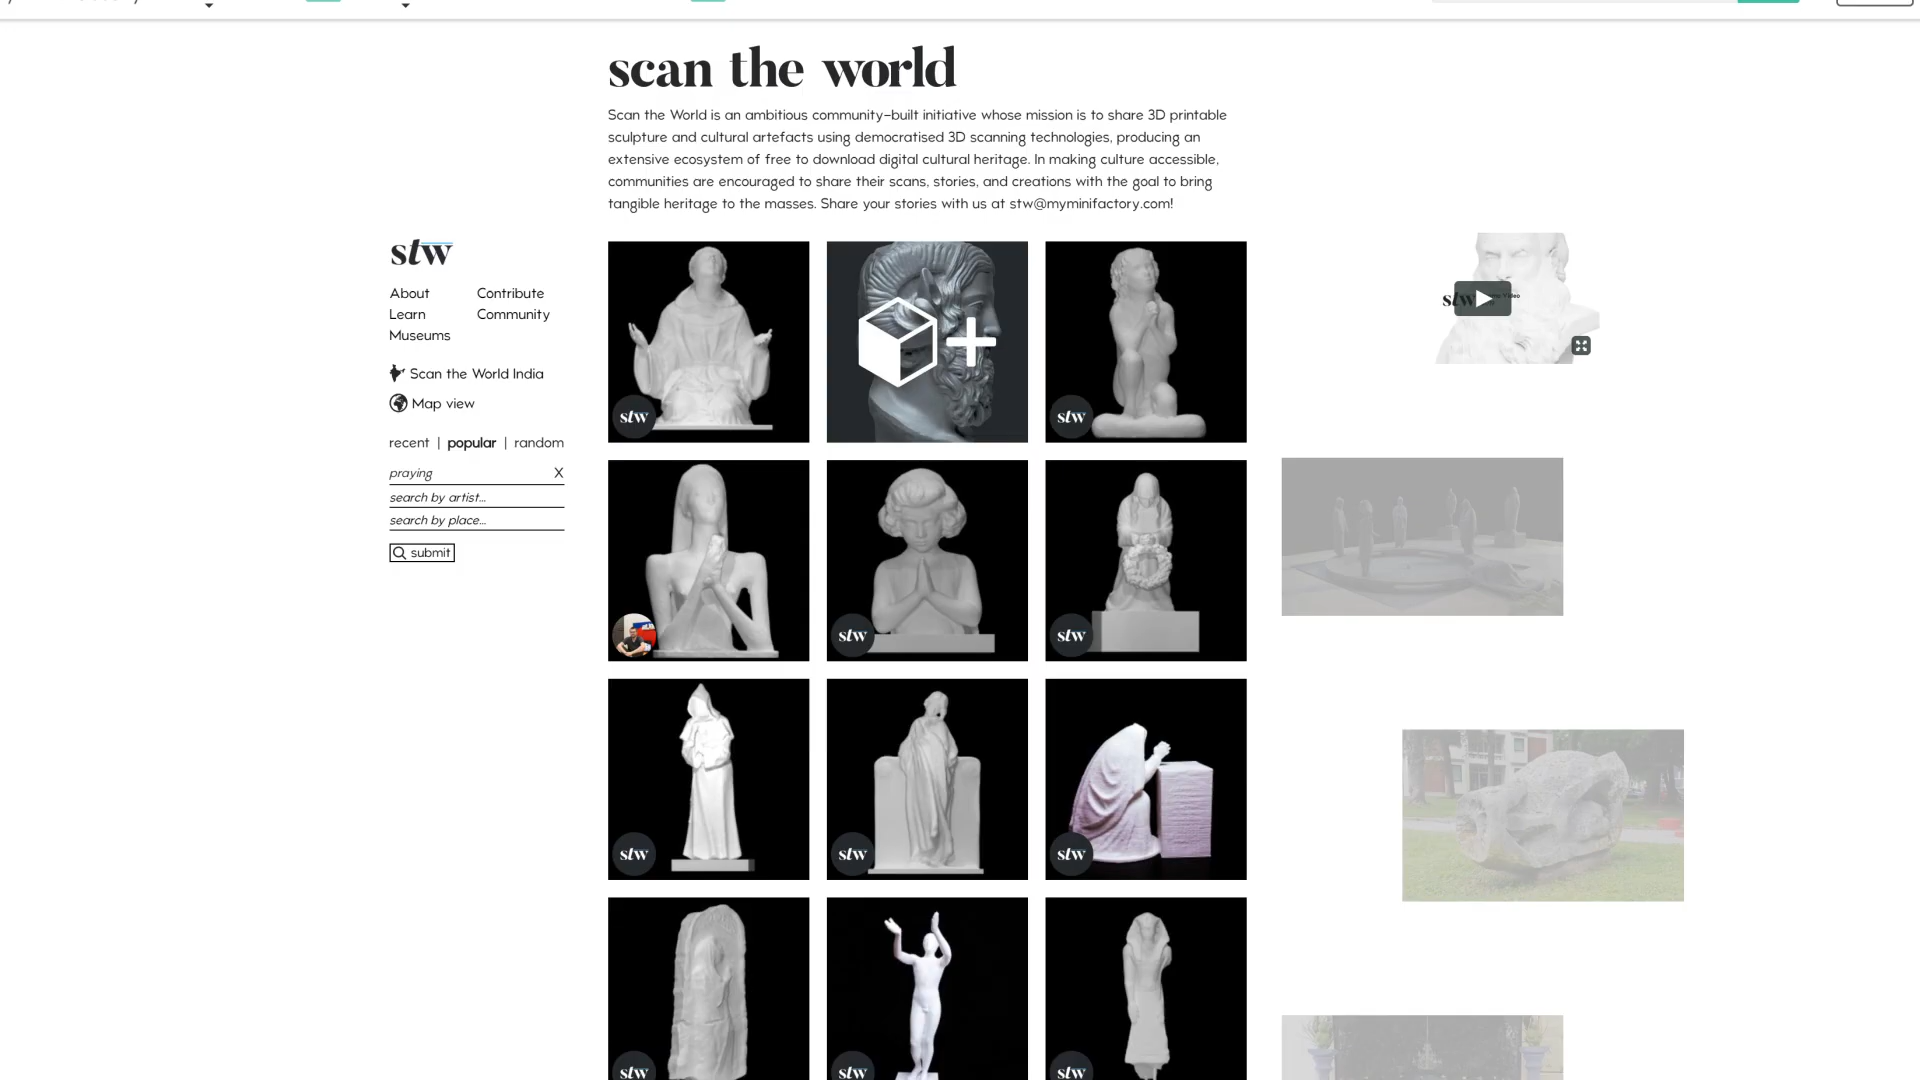 scan the world
Scan the World is an ambitious community-built initiative whose mission is to share 3D printable
sculpture and cultural artefacts using democratised 3D scanning technologies, producing an
extensive ecosystem of free to download digital cultural heritage. In making culture accessible,
communities are encouraged to share their scans, stories, and creations with the goal to bring
tangible heritage to the masses. Share your stories with us at stw@myminifactory.com!
stw
About
Contribute
Learn
Community
Museums
Scan the World India
Map view
recent | popular | random
praying X
search by artist...
search by place...
submit
stw
stw
stw
stw
stw
stw
stw
stw
stw
stw
stw
Video